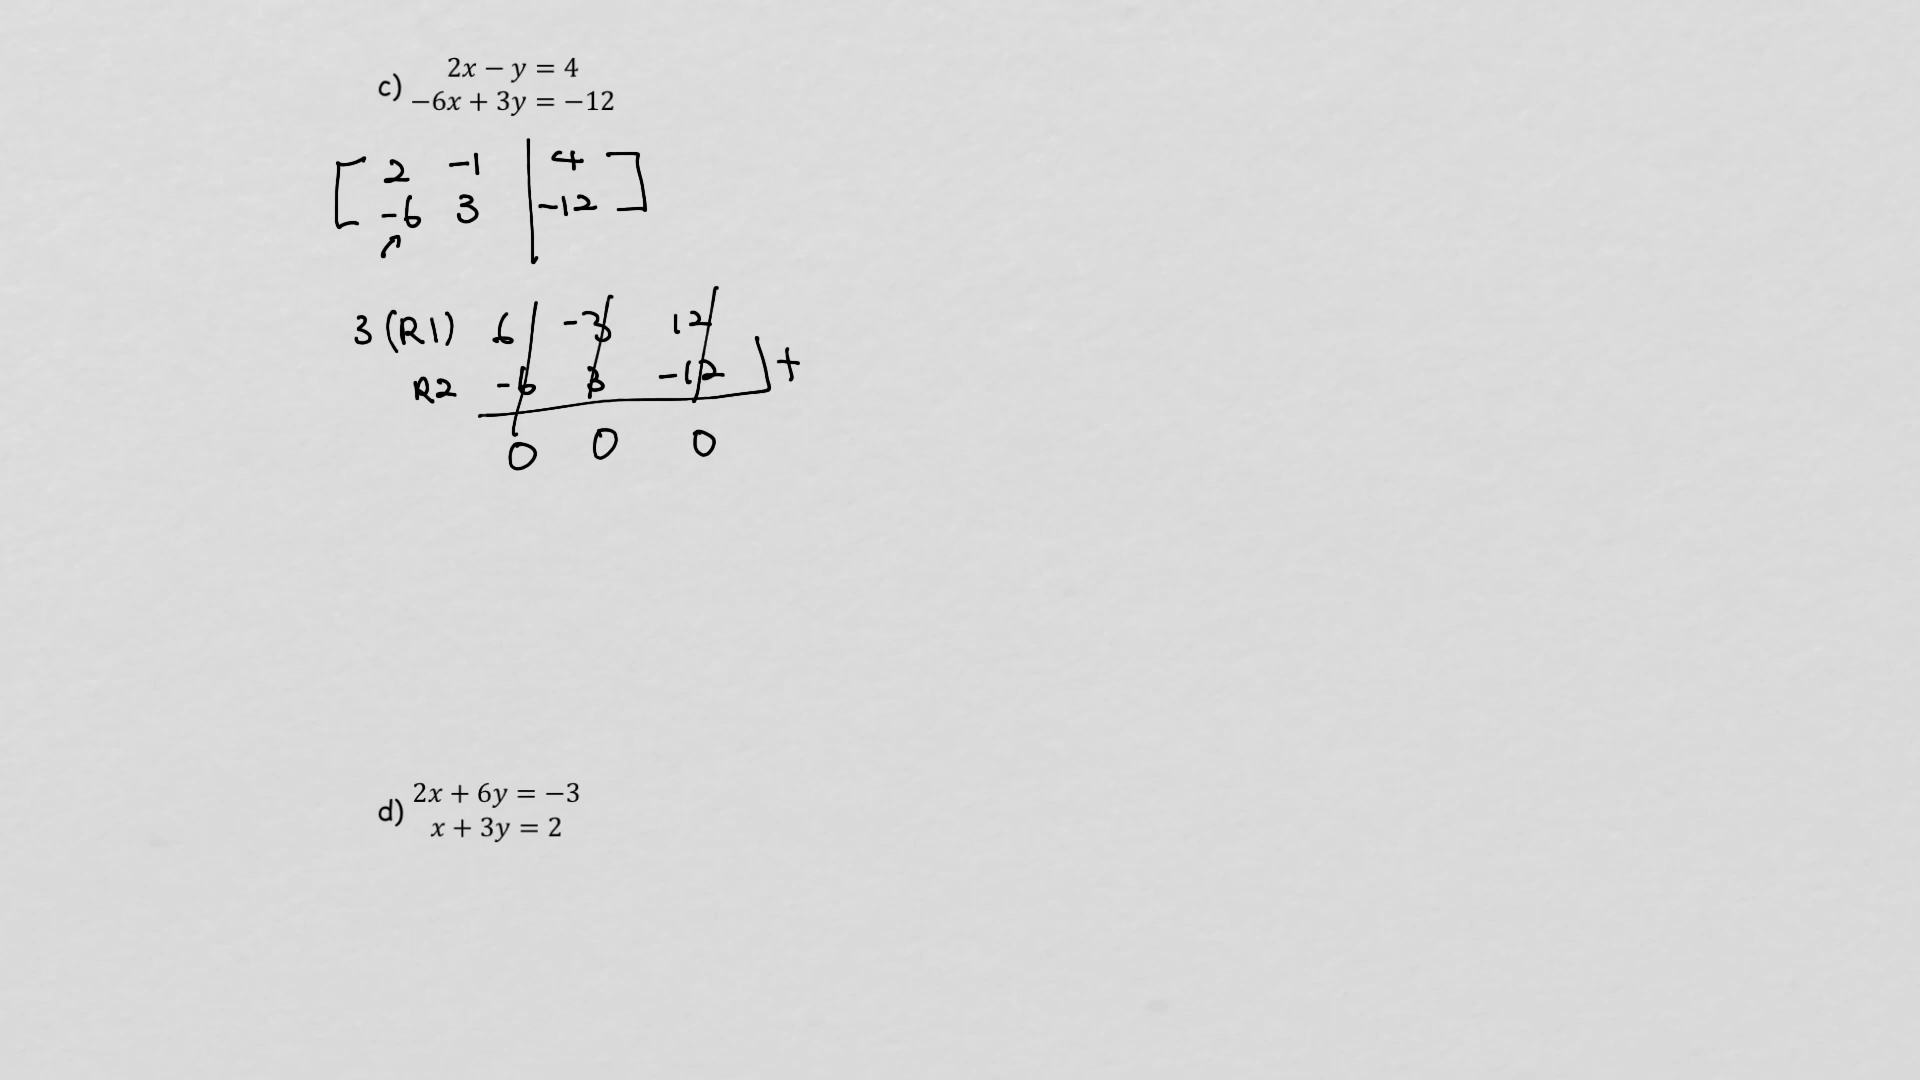 c) 2x − y = 4
−6x + 3y = −12
2 -1 4
-6 3 -12
3 (R1) 6 -3 12
R2 -6 3 -12 +
0 0 0
d) 2x + 6y = −3
x + 3y = 2